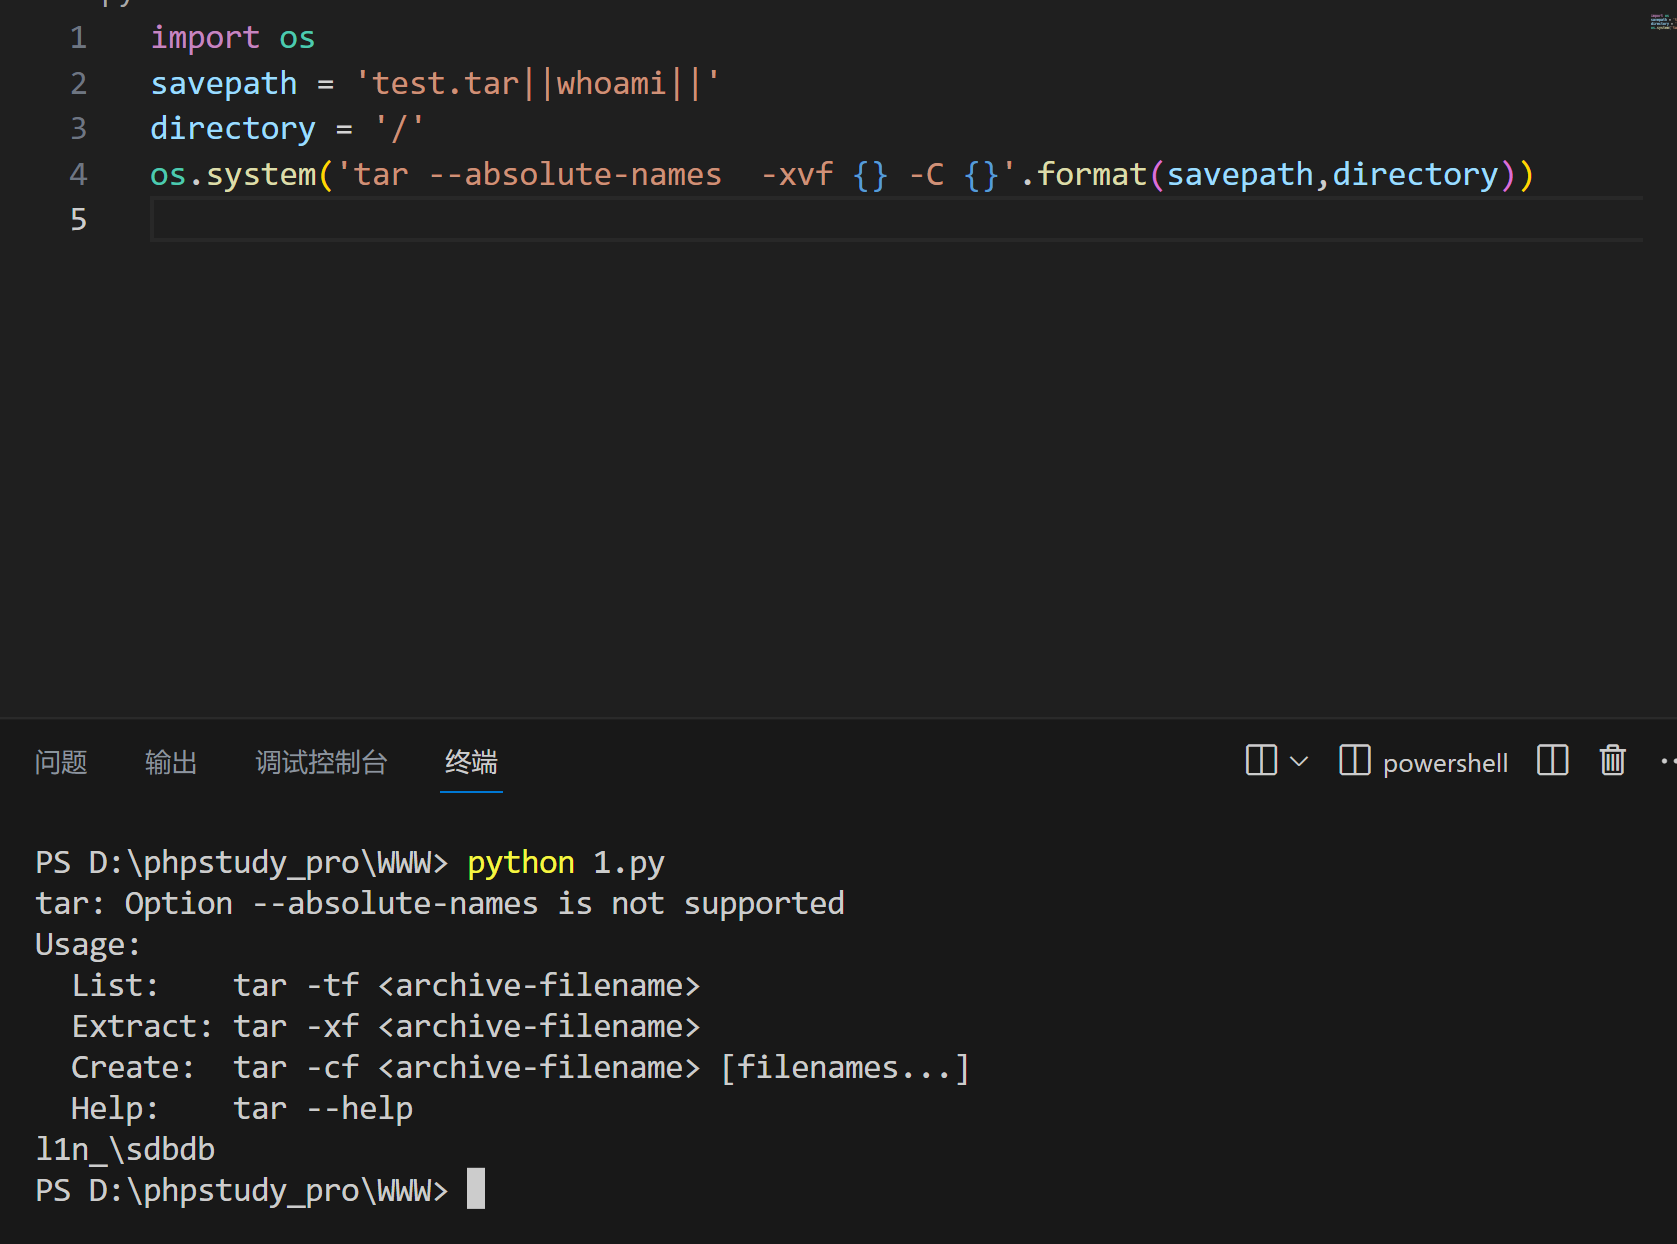 1 import os
2 savepath = 'test.tar||whoami||'
3 directory = '/'
4 os.system('tar --absolute-names  -xvf {} -C {}'.format(savepath,directory))
5
问题 输出 调试控制台 终端 powershell
PS D:\phpstudy_pro\WWW> python 1.py
tar: Option --absolute-names is not supported
Usage:
  List:    tar -tf <archive-filename>
  Extract: tar -xf <archive-filename>
  Create:  tar -cf <archive-filename> [filenames...]
  Help:    tar --help
l1n_\sdbdb
PS D:\phpstudy_pro\WWW>